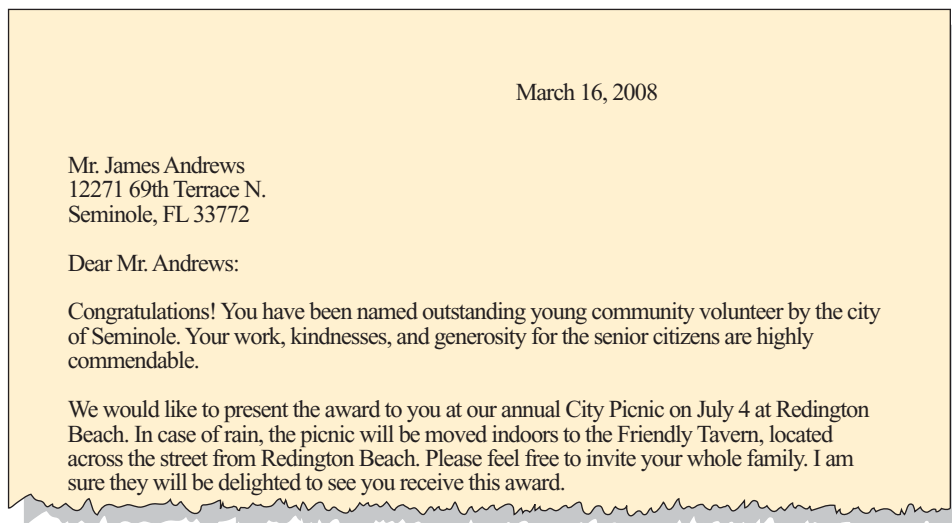 March 16, 2008
Mr. James Andrews
12271 69th Terrace N.
Seminole, FL 33772
Dear Mr. Andrews:
Congratulations! You have been named outstanding young community volunteer by the city
of Seminole. Your work, kindnesses, and generosity for the senior citizens are highly
commendable.
We would like to present the award to you at our annual City Picnic on July 4 at Redington
Beach. In case of rain, the picnic will be moved indoors to the Friendly Tavern, located
across the street from Redington Beach. Please feel free to invite your whole family. I am
sure they will be delighted to see you receive this award.